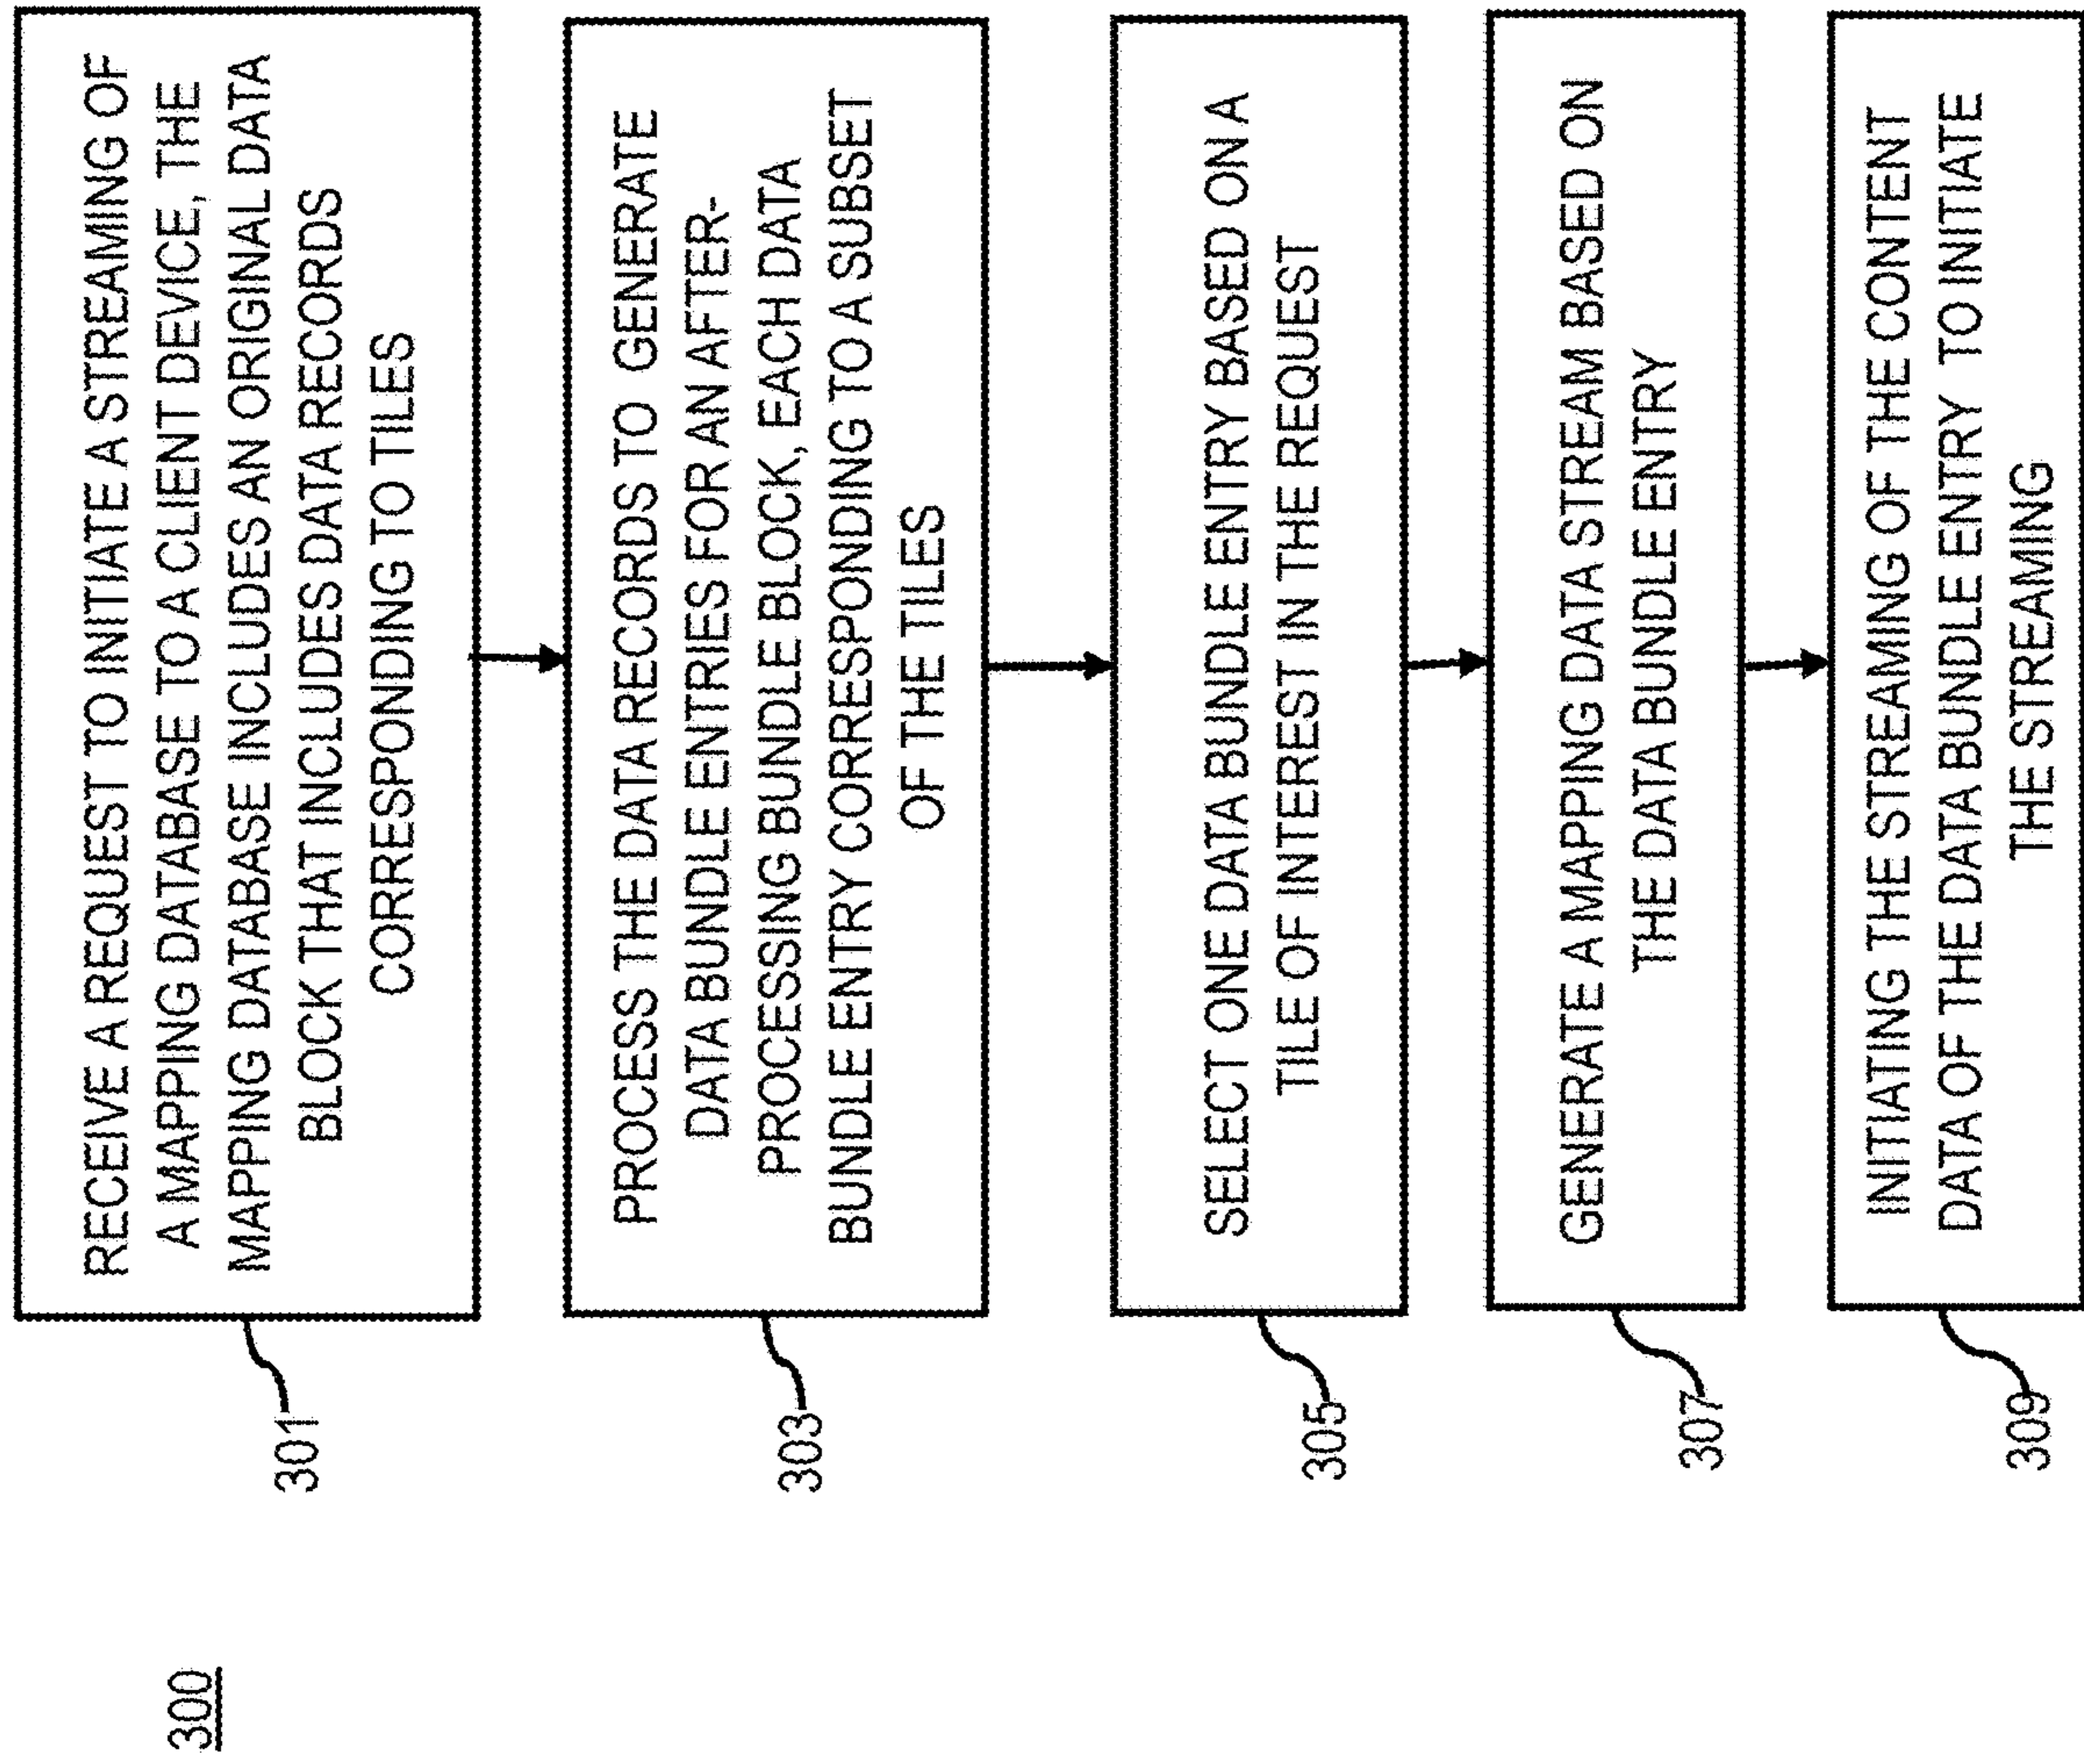 300
301
RECEIVE A REQUEST TO INITIATE A STREAMING OF
A MAPPING DATABASE TO A CLIENT DEVICE, THE
MAPPING DATABASE INCLUDES AN ORIGINAL DATA
BLOCK THAT INCLUDES DATA RECORDS
CORRESPONDING TO TILES
303
PROCESS THE DATA RECORDS TO GENERATE
DATA BUNDLE ENTRIES FOR AN AFTER-
PROCESSING BUNDLE BLOCK, EACH DATA
BUNDLE ENTRY CORRESPONDING TO A SUBSET
OF THE TILES
305
SELECT ONE DATA BUNDLE ENTRY BASED ON A
TILE OF INTEREST IN THE REQUEST
307
GENERATE A MAPPING DATA STREAM BASED ON
THE DATA BUNDLE ENTRY
309
INITIATING THE STREAMING OF THE CONTENT
DATA OF THE DATA BUNDLE ENTRY TO INITIATE
THE STREAMING